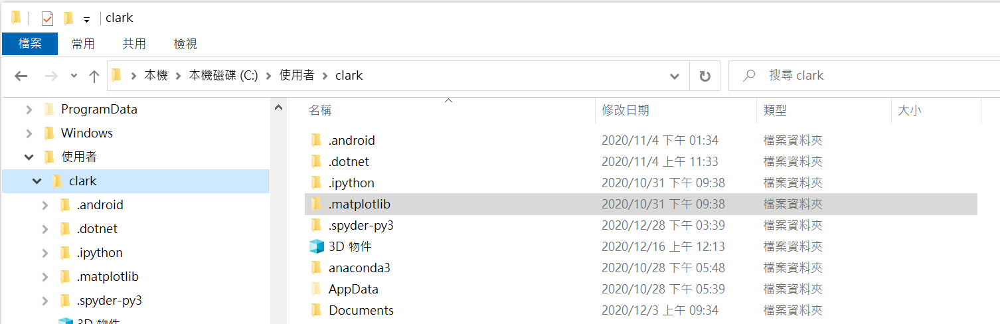 clark
檔案 常用 共用 檢視
本機 本機磁碟 (C:) 使用者 clark 搜尋 clark
ProgramData
Windows
使用者
clark
.android
.dotnet
.ipython
.matplotlib
.spyder-py3
3D 物件
名稱 修改日期 類型 大小
.android 2020/11/4 下午 01:34 檔案資料夾
.dotnet 2020/11/4 上午 11:33 檔案資料夾
.ipython 2020/10/31 下午 09:38 檔案資料夾
.matplotlib 2020/10/31 下午 09:38 檔案資料夾
.spyder-py3 2020/12/28 下午 03:39 檔案資料夾
3D 物件 2020/12/16 上午 12:13 檔案資料夾
anaconda3 2020/10/28 下午 05:48 檔案資料夾
AppData 2020/10/28 下午 05:39 檔案資料夾
Documents 2020/12/3 上午 09:34 檔案資料夾